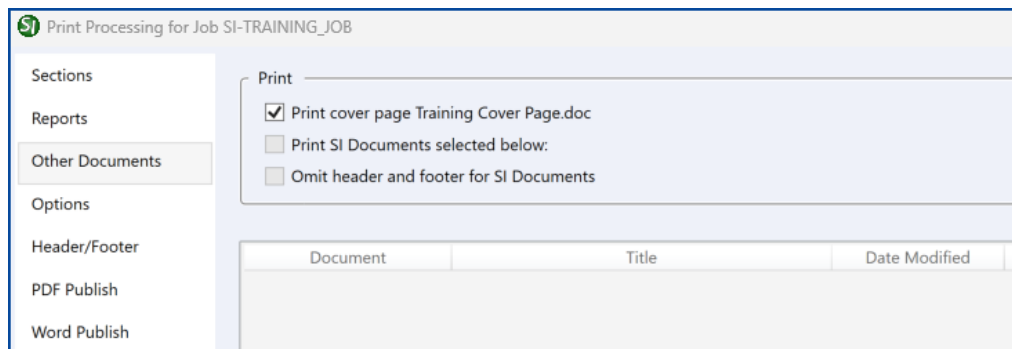 SI Print Processing for Job SI-TRAINING_JOB
Sections
Reports
Other Documents
Options
Header/Footer
PDF Publish
Word Publish
Print
Print cover page Training Cover Page.doc
Print SI Documents selected below:
Omit header and footer for SI Documents
Document Title Date Modified